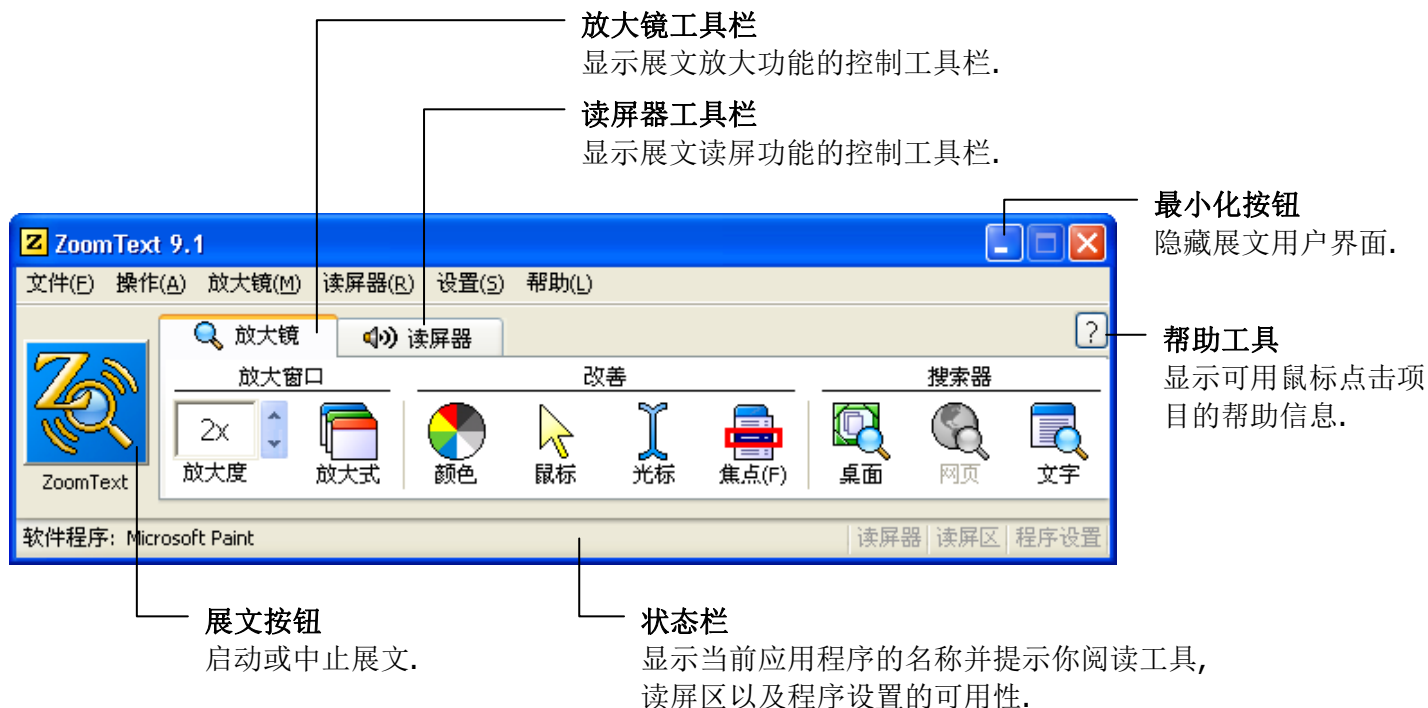 放大镜工具栏
显示展文放大功能的控制工具栏.
读屏器工具栏
显示展文读屏功能的控制工具栏.
最小化按钮
隐藏展文用户界面.
Z ZoomText 9.1
文件(F) 操作(A) 放大镜(M) 读屏器(R) 设置(S) 帮助(L)
放大镜 读屏器 ?
帮助工具
显示可用鼠标点击项
目的帮助信息.
放大窗口 改善 搜索器
2x
放大度 放大式 颜色 鼠标 光标 焦点(F) 桌面 网页 文字
ZoomText
软件程序: Microsoft Paint 读屏器 读屏区 程序设置
展文按钮
启动或中止展文.
状态栏
显示当前应用程序的名称并提示你阅读工具,
读屏区以及程序设置的可用性.